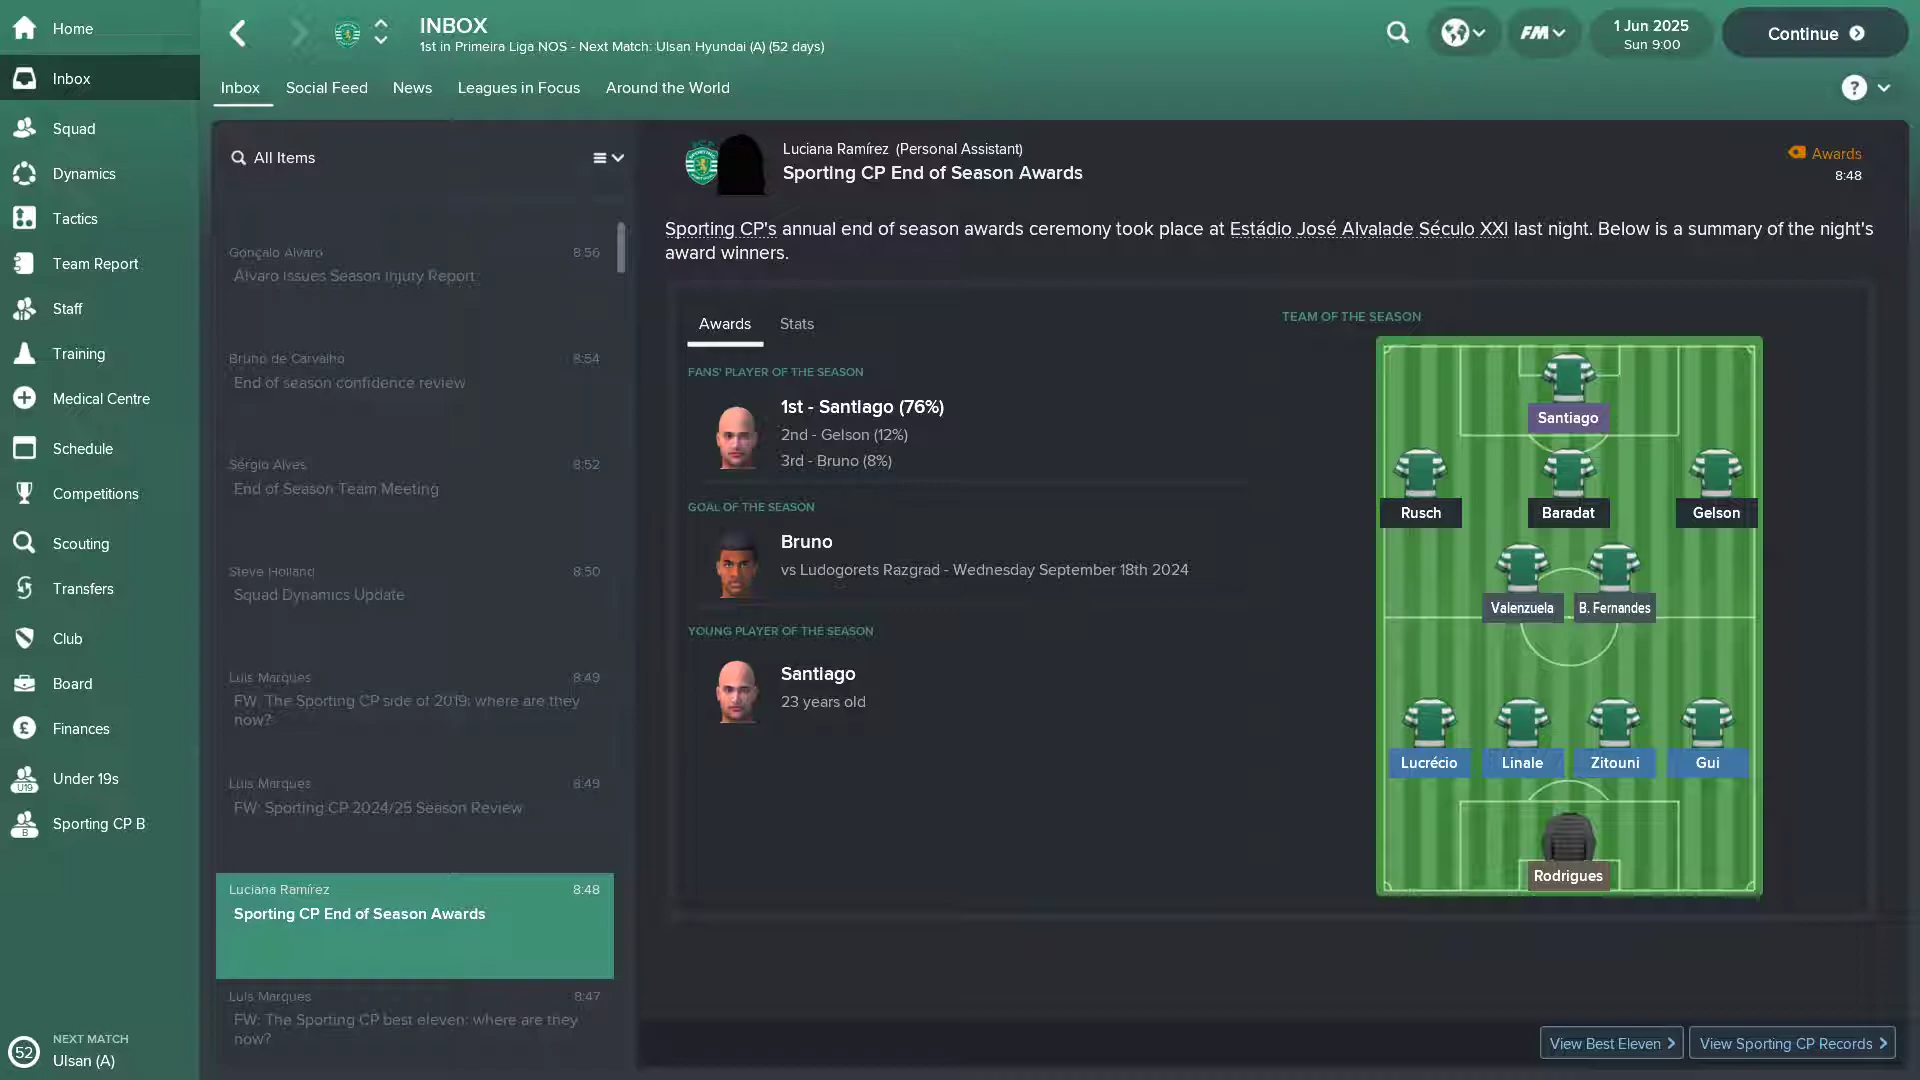 Home
Inbox
Squad
Dynamics
Tactics
Team Report
Staff
Training
Medical Centre
Schedule
Competitions
Scouting
Transfers
Club
Board
Finances
U19
Under 19s
B
Sporting CP B
52
NEXT MATCH
Ulsan (A)
INBOX
1st in Primeira Liga NOS - Next Match: Ulsan Hyundai (A) (52 days)
FM
1 Jun 2025
Sun 9:00
Continue
Inbox
Social Feed
News
Leagues in Focus
Around the World
?
All Items
Gonçalo Álvaro
8:56
Álvaro Issues Season Injury Report
Bruno de Carvalho
8:54
End of season confidence review
Sérgio Alves
8:52
End of Season Team Meeting
Steve Holland
8:50
Squad Dynamics Update
Luis Marques
8:49
FW: The Sporting CP side of 2019: where are they
now?
Luis Marques
8:49
FW: Sporting CP 2024/25 Season Review
Luciana Ramírez
8:48
Sporting CP End of Season Awards
Luis Marques
8:47
FW: The Sporting CP best eleven: where are they
now?
Luciana Ramírez (Personal Assistant)
Sporting CP End of Season Awards
Awards
8:48
Sporting CP's annual end of season awards ceremony took place at Estádio José Alvalade Século XXI last night. Below is a summary of the night's
award winners.
Awards
Stats
FANS' PLAYER OF THE SEASON
1st - Santiago (76%)
2nd - Gelson (12%)
3rd - Bruno (8%)
GOAL OF THE SEASON
Bruno
vs Ludogorets Razgrad - Wednesday September 18th 2024
YOUNG PLAYER OF THE SEASON
Santiago
23 years old
TEAM OF THE SEASON
Santiago
Rusch
Baradat
Gelson
Valenzuela
B. Fernandes
Lucrécio
Linale
Zitouni
Gui
Rodrigues
View Best Eleven
View Sporting CP Records